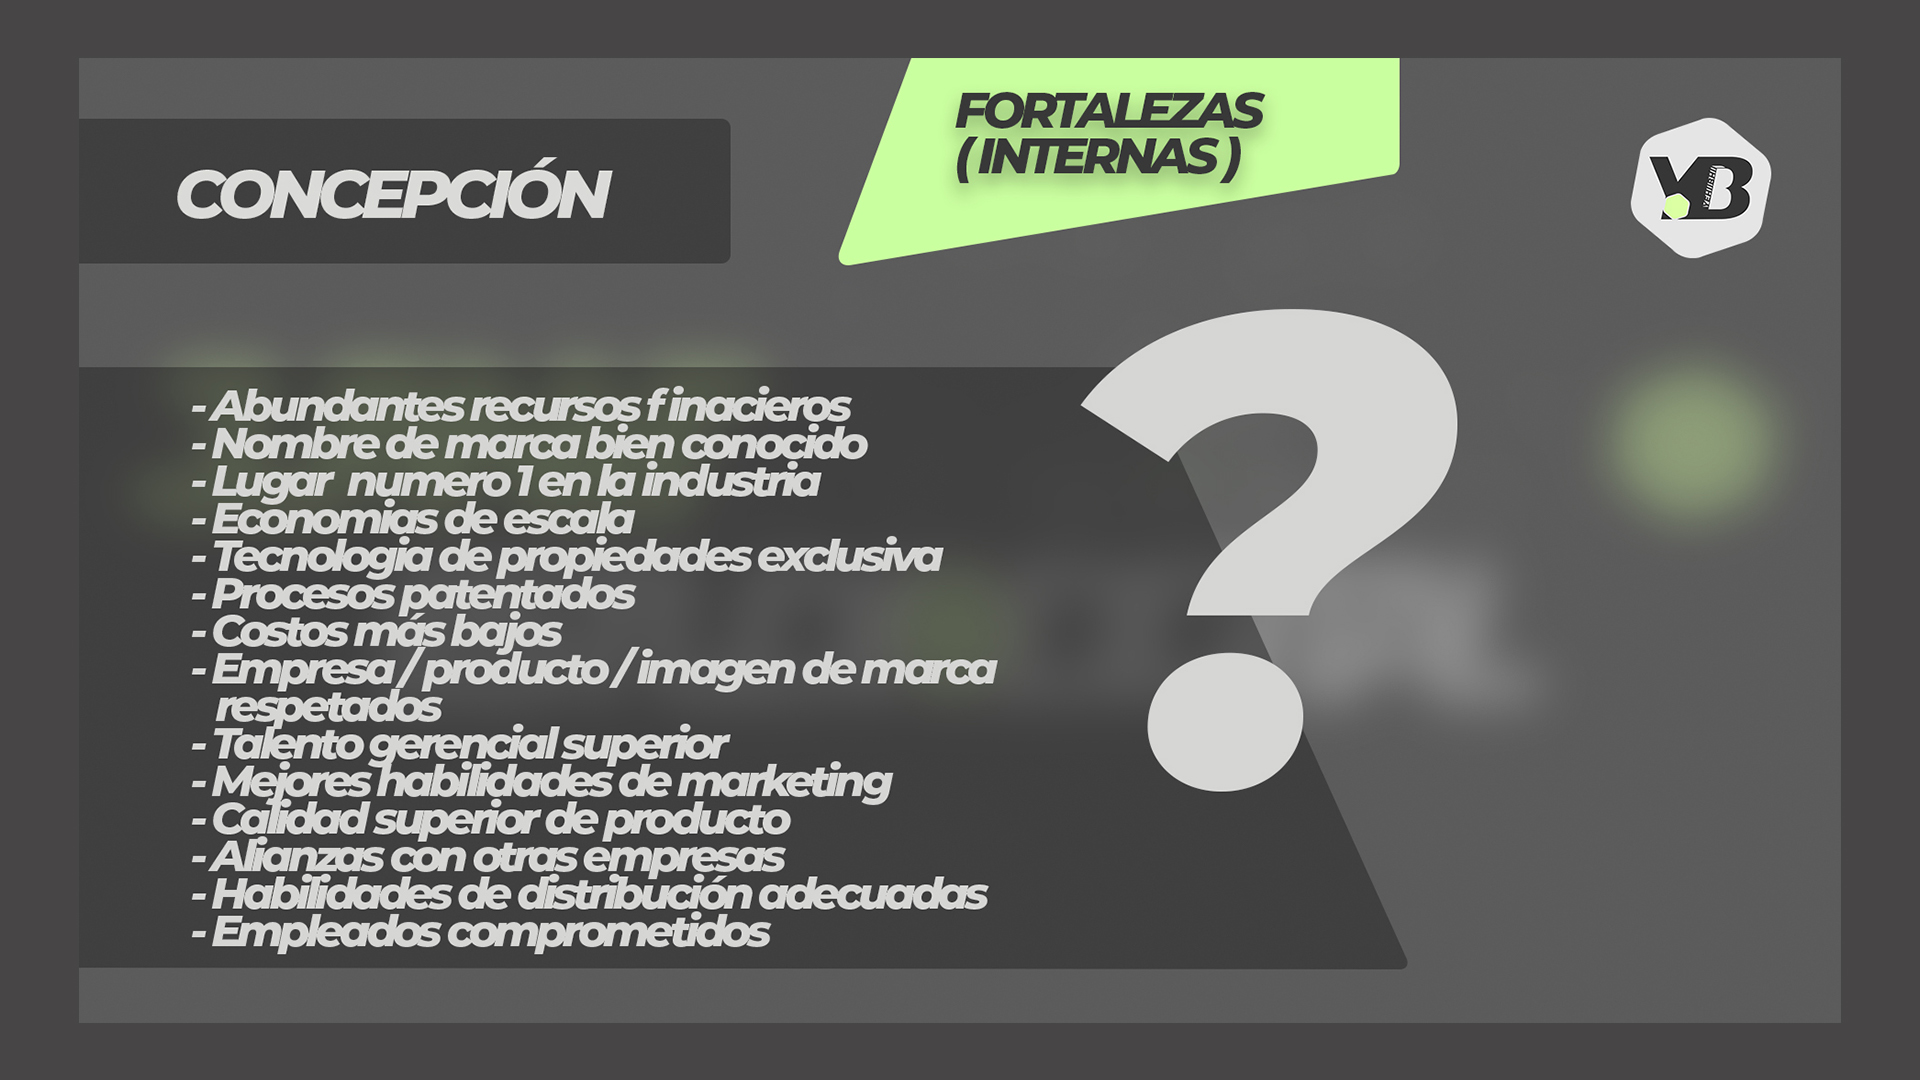 CONCEPCIÓN
FORTALEZAS
( INTERNAS )
YB
- Abundantes recursos f inacieros
- Nombre de marca bien conocido
- Lugar numero 1 en la industria
- Economias de escala
- Tecnologia de propiedades exclusiva
- Procesos patentados
- Costos más bajos
- Empresa / producto / imagen de marca
respetados
- Talento gerencial superior
- Mejores habilidades de marketing
- Calidad superior de producto
- Alianzas con otras empresas
- Habilidades de distribución adecuadas
- Empleados comprometidos
?